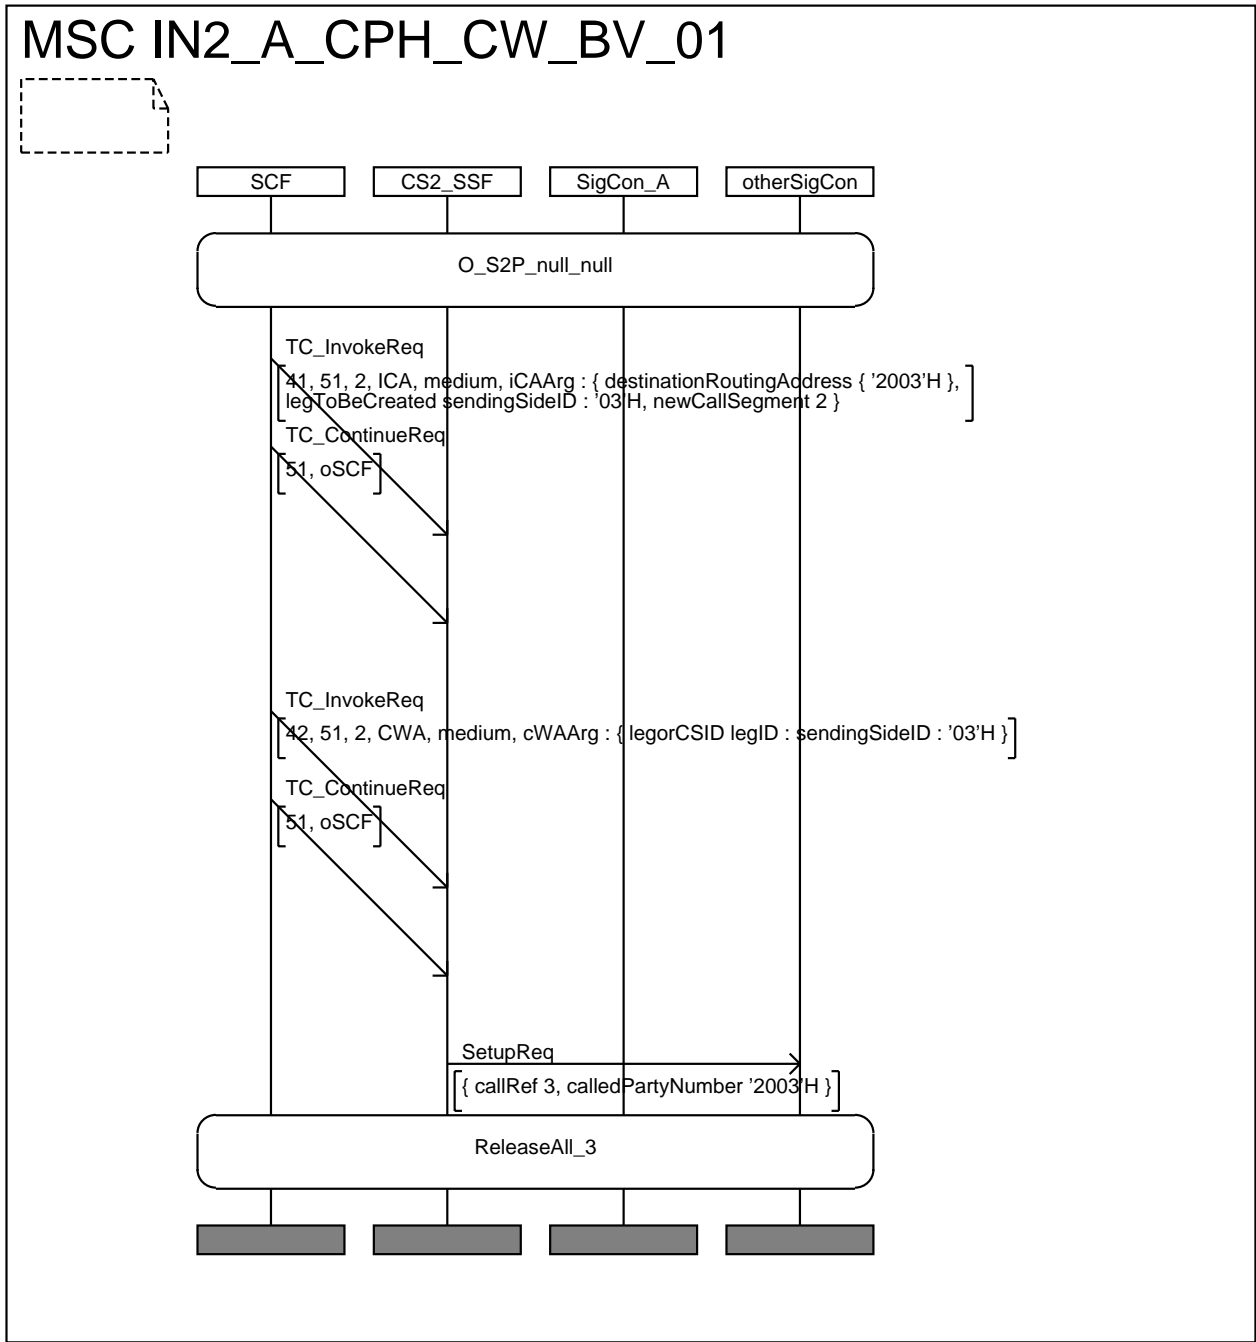 MSC IN2_A_CPH_CW_BV_01
SCF CS2_SSF SigCon_A otherSigCon
O_S2P_null_null
TC_InvokeReq
41, 51, 2, ICA, medium, iCAArg : { destinationRoutingAddress { '2003'H },
legToBeCreated sendingSideID : '03'H, newCallSegment 2 }
TC_ContinueReq
51, oSCF
TC_InvokeReq
42, 51, 2, CWA, medium, cWAArg : { legorCSID legID : sendingSideID : '03'H }
TC_ContinueReq
51, oSCF
SetupReq
{ callRef 3, calledPartyNumber '2003'H }
ReleaseAll_3